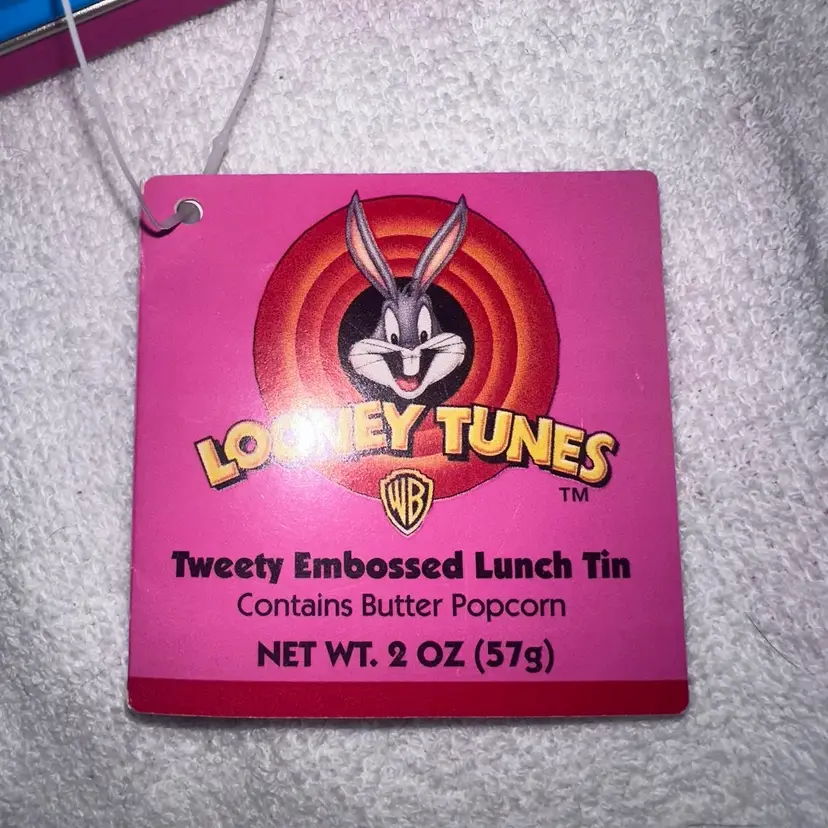 LOONEY TUNES
TM
WB
Tweety Embossed Lunch Tin
Contains Butter Popcorn
NET WT. 2 OZ (57g)